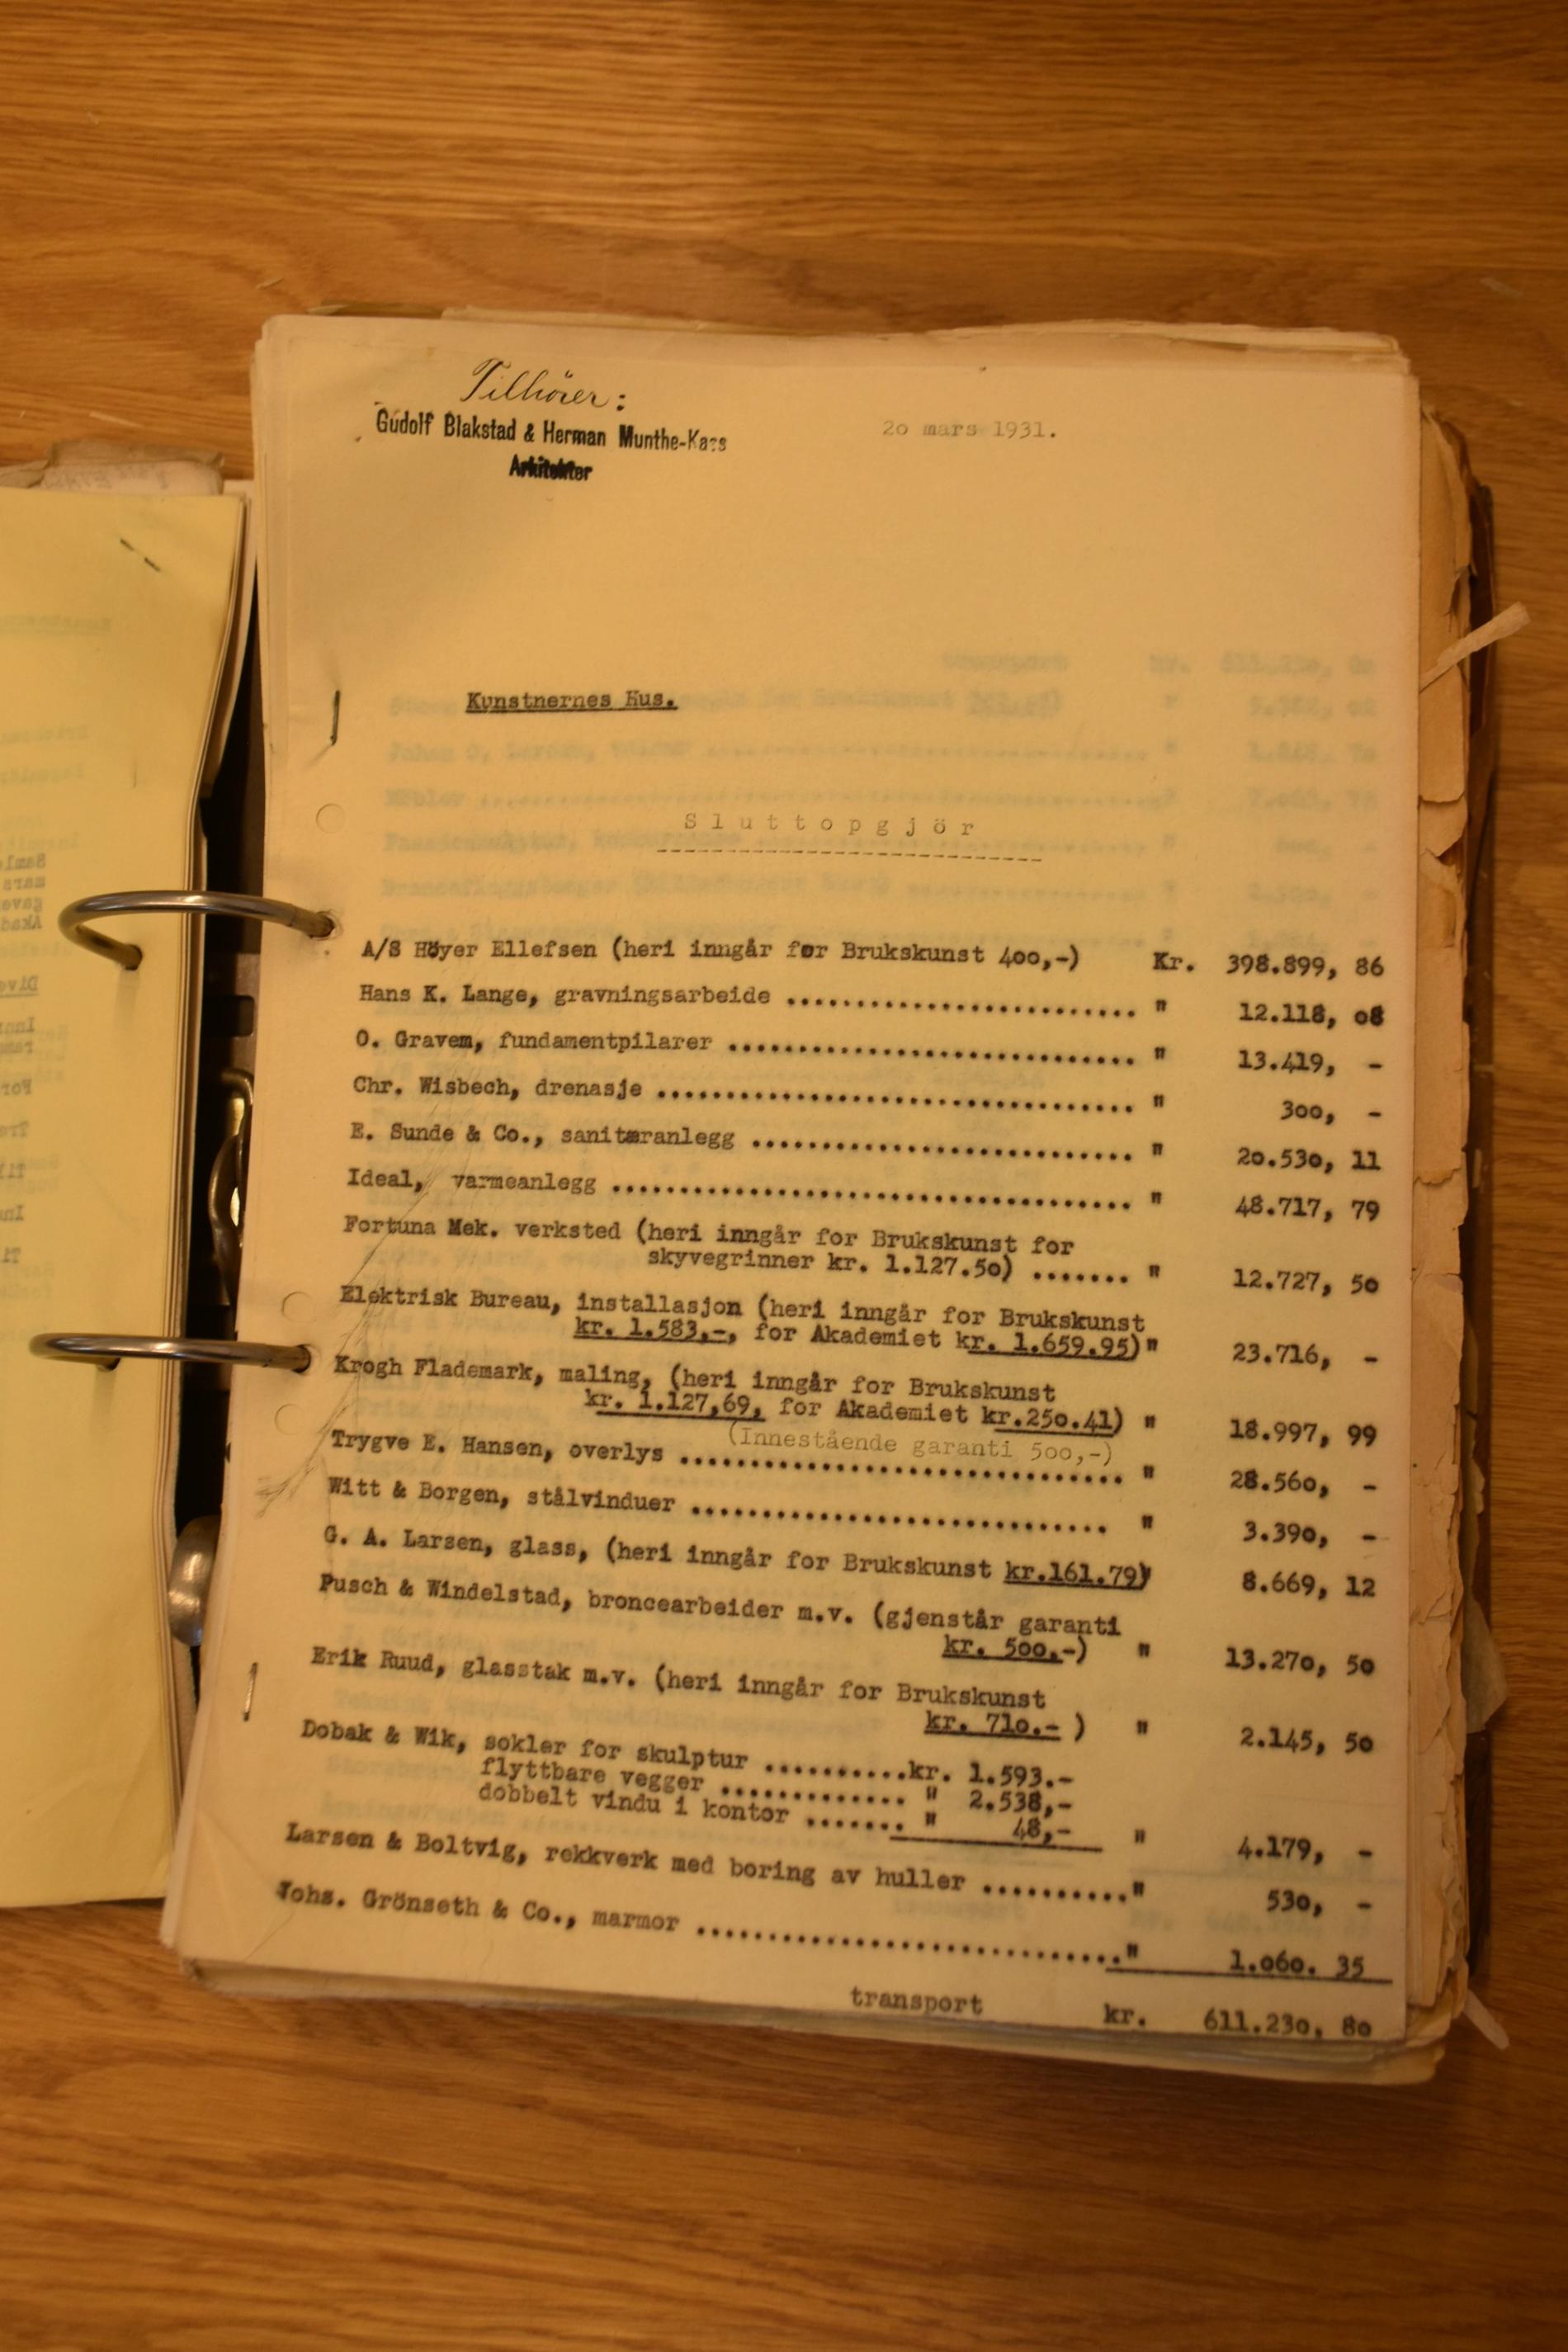 Tilhörer:
Gudolf Blakstad & Herman Munthe-Kaas
Arkitekter
20 mars 1931.
Kunstnernes Hus.
Sluttopgjör
A/S Höyer Ellefsen (heri inngår for Brukskunst 400,-) Kr. 398.899, 86
Hans K. Lange, gravningsarbeide .......................... " 12.118, 08
O. Gravem, fundamentpilarer .............................. " 13.419, -
Chr. Wisbech, drenasje ................................... " 300, -
E. Sunde & Co., sanitæranlegg ............................ " 20.530, 11
Ideal, varmeanlegg ....................................... " 48.717, 79
Fortuna Mek. verksted (heri inngår for Brukskunst for
skyvegrinner kr. 1.127.50) ....... " 12.727, 50
Elektrisk Bureau, installasjon (heri inngår for Brukskunst
kr. 1.583,-, for Akademiet kr. 1.659.95)" 23.716, -
Krogh Flademark, maling, (heri inngår for Brukskunst
kr. 1.127,69, for Akademiet kr.250.41) " 18.997, 99
(Innestående garanti 500,-)
Trygve E. Hansen, overlys ................................ " 28.560, -
Witt & Borgen, stålvinduer .............................. " 3.390, -
G. A. Larsen, glass, (heri inngår for Brukskunst kr.161.79)" 8.669, 12
Pusch & Windelstad, broncearbeider m.v. (gjenstår garanti
kr. 500.-) " 13.270, 50
Erik Ruud, glasstak m.v. (heri inngår for Brukskunst
kr. 710.- ) " 2.145, 50
Dobak & Wik, sokler for skulptur ..........kr. 1.593.-
flyttbare vegger ............. " 2.538,-
dobbelt vindu i kontor ....... " 48,- " 4.179, -
Larsen & Boltvig, rekkverk med boring av huller .........." 530, -
Johs. Grönseth & Co., marmor ..............................." 1.060. 35
transport kr. 611.230, 80